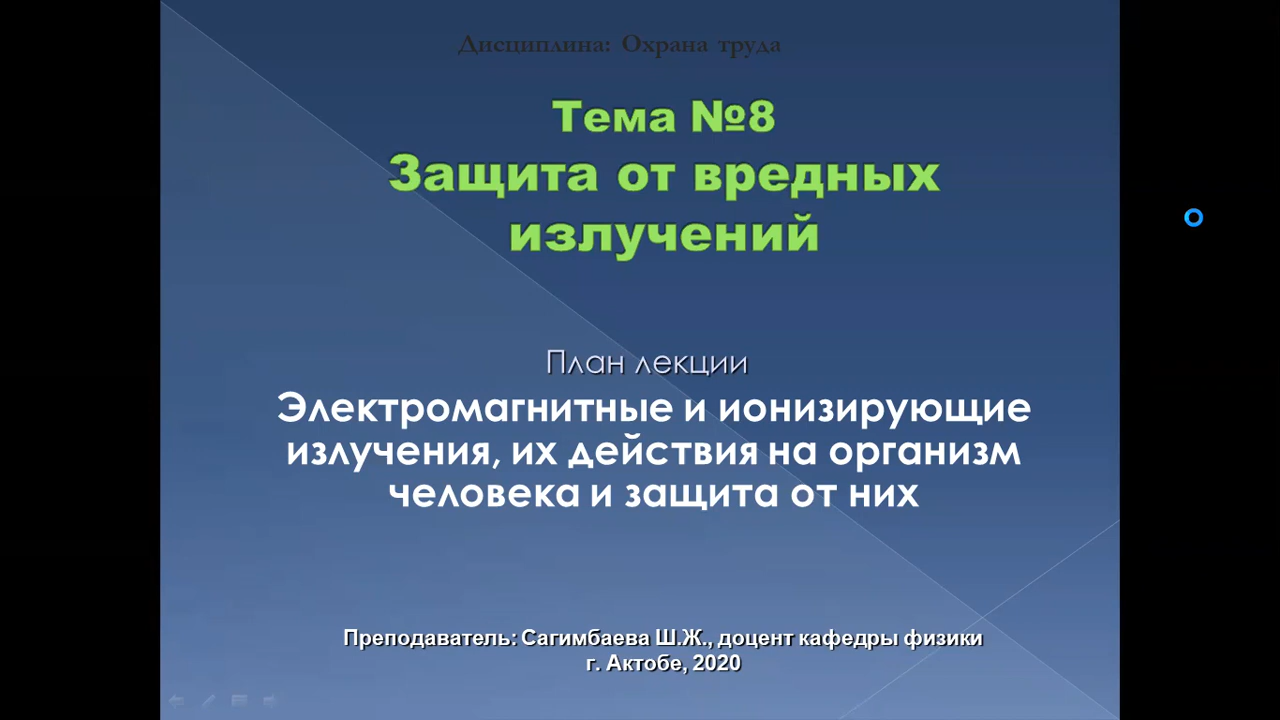 Дисциплина: Охрана труда
Тема №8
Защита от вредных
излучений
План лекции
Электромагнитные и ионизирующие
излучения, их действия на организм
человека и защита от них
Преподаватель: Сагимбаева Ш.Ж., доцент кафедры физики
г. Актобе, 2020